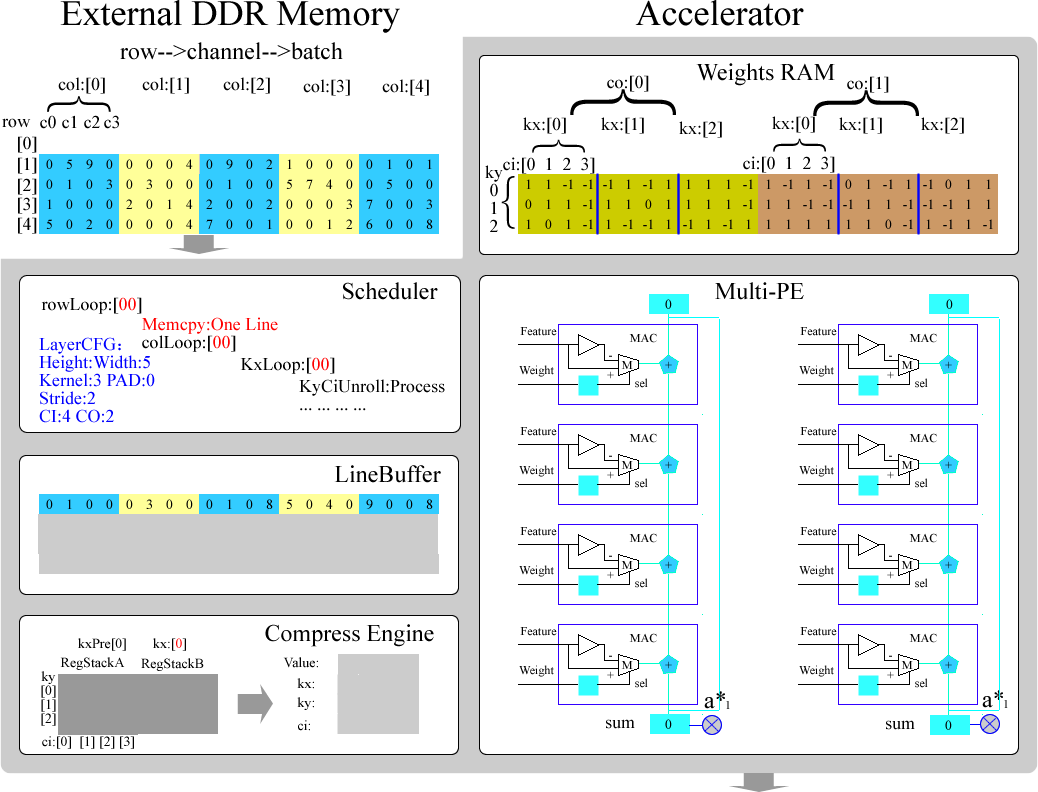 External DDR Memory
Accelerator
row-->channel-->batch
col:[0] col:[1] col:[2] col:[3] col:[4]
row c0 c1 c2 c3
[0]
[1] 0 5 9 0 0 0 0 4 0 9 0 2 1 0 0 0 0 1 0 1
[2] 0 1 0 3 0 3 0 0 0 1 0 0 5 7 4 0 0 5 0 0
[3] 1 0 0 0 2 0 1 4 2 0 0 2 0 0 0 3 7 0 0 3
[4] 5 0 2 0 0 0 0 4 7 0 0 1 0 0 1 2 6 0 0 8
Weights RAM
co:[0] co:[1]
kx:[0] kx:[1] kx:[2] kx:[0] kx:[1] kx:[2]
ci:[0 1 2 3] ci:[0 1 2 3]
ky
0 1 1 -1 -1 1 -1 -1 1 1 1 1 -1 1 -1 1 -1 0 1 -1 1 -1 0 1 1
1 0 1 1 -1 1 1 0 1 1 1 1 -1 1 1 1 -1 -1 1 1 -1 -1 1 1 1
2 1 0 1 -1 -1 1 -1 1 1 1 1 -1 1 1 1 1 1 1 0 -1 1 -1 1 -1
Scheduler
rowLoop:[00]
Memcpy:One Line
LayerCFG: colLoop:[00]
Height:Width:5 KxLoop:[00]
Kernel:3 PAD:0 KyCiUnroll:Process
Stride:2 ... ... ... ...
CI:4 CO:2
LineBuffer
0 1 0 0 0 3 0 0 0 1 0 8 5 0 4 0 9 0 0 8
Compress Engine
kxPre[0] kx:[0]
RegStackA RegStackB
ky
[0]
[1]
[2]
ci:[0] [1] [2] [3]
Value:
kx:
ky:
ci:
Multi-PE
0 0
Feature MAC Feature MAC
- M + - M +
Weight + sel Weight + sel
Feature MAC Feature MAC
- M + - M +
Weight + sel Weight + sel
Feature MAC Feature MAC
- M + - M +
Weight + sel Weight + sel
Feature MAC Feature MAC
- M + - M +
Weight + sel Weight + sel
a*1 a*1
sum 0 sum 0